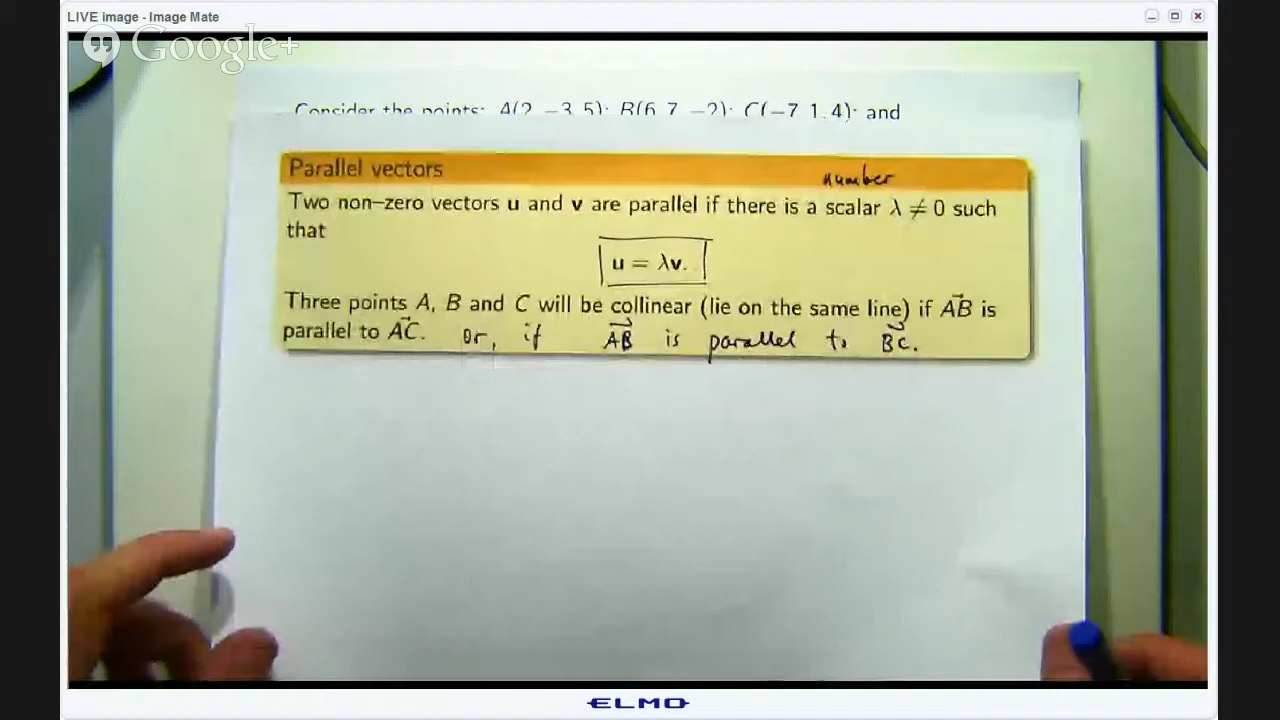 LIVE image - Image Mate
Google+
Consider the points: A(2, −3, 5); B(6, 7, −2); C(−7, 1, 4); and
Parallel vectors
number
Two non–zero vectors u and v are parallel if there is a scalar λ ≠ 0 such
that
u = λv.
Three points A, B and C will be collinear (lie on the same line) if AB⃗ is
parallel to AC⃗. Or, if AB⃗ is parallel to BC⃗.
ELMO